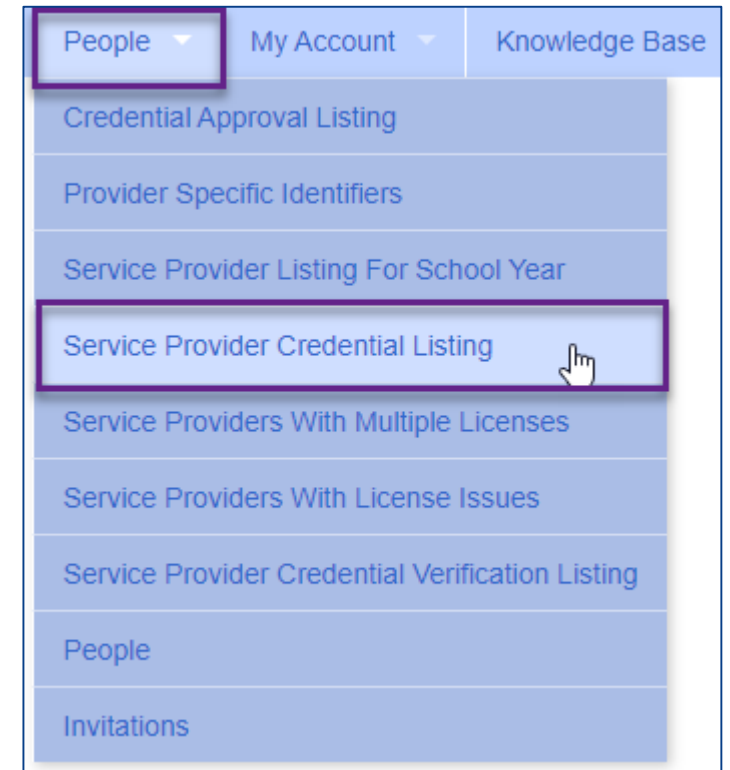 People My Account Knowledge Base
Credential Approval Listing
Provider Specific Identifiers
Service Provider Listing For School Year
Service Provider Credential Listing
Service Providers With Multiple Licenses
Service Providers With License Issues
Service Provider Credential Verification Listing
People
Invitations